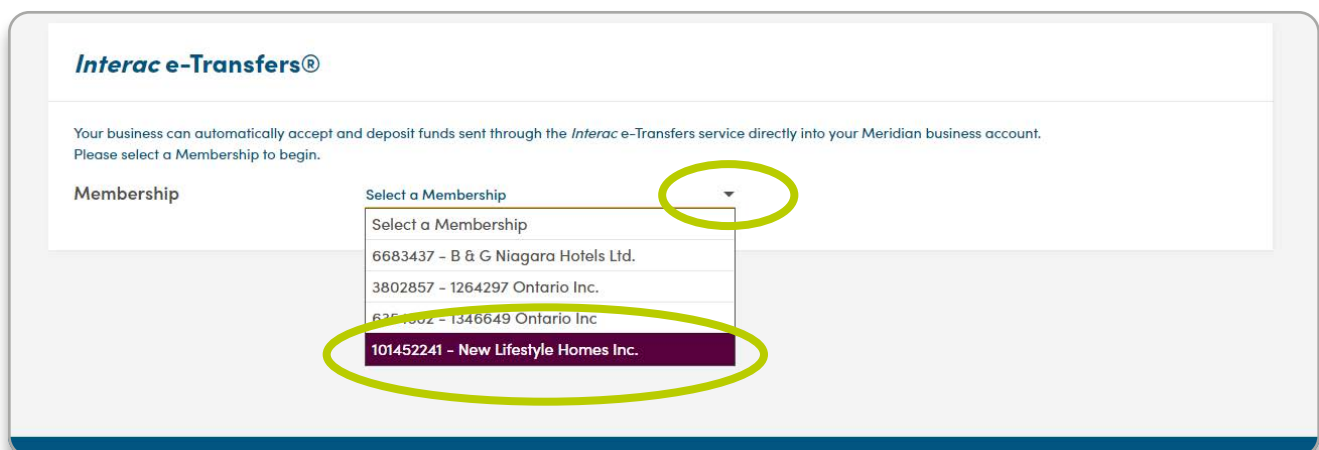 Interac e-Transfers®
Your business can automatically accept and deposit funds sent through the Interac e-Transfers service directly into your Meridian business account.
Please select a Membership to begin.
Membership
Select a Membership
Select a Membership
6683437 - B & G Niagara Hotels Ltd.
3802857 - 1264297 Ontario Inc.
1346649 Ontario Inc
101452241 - New Lifestyle Homes Inc.